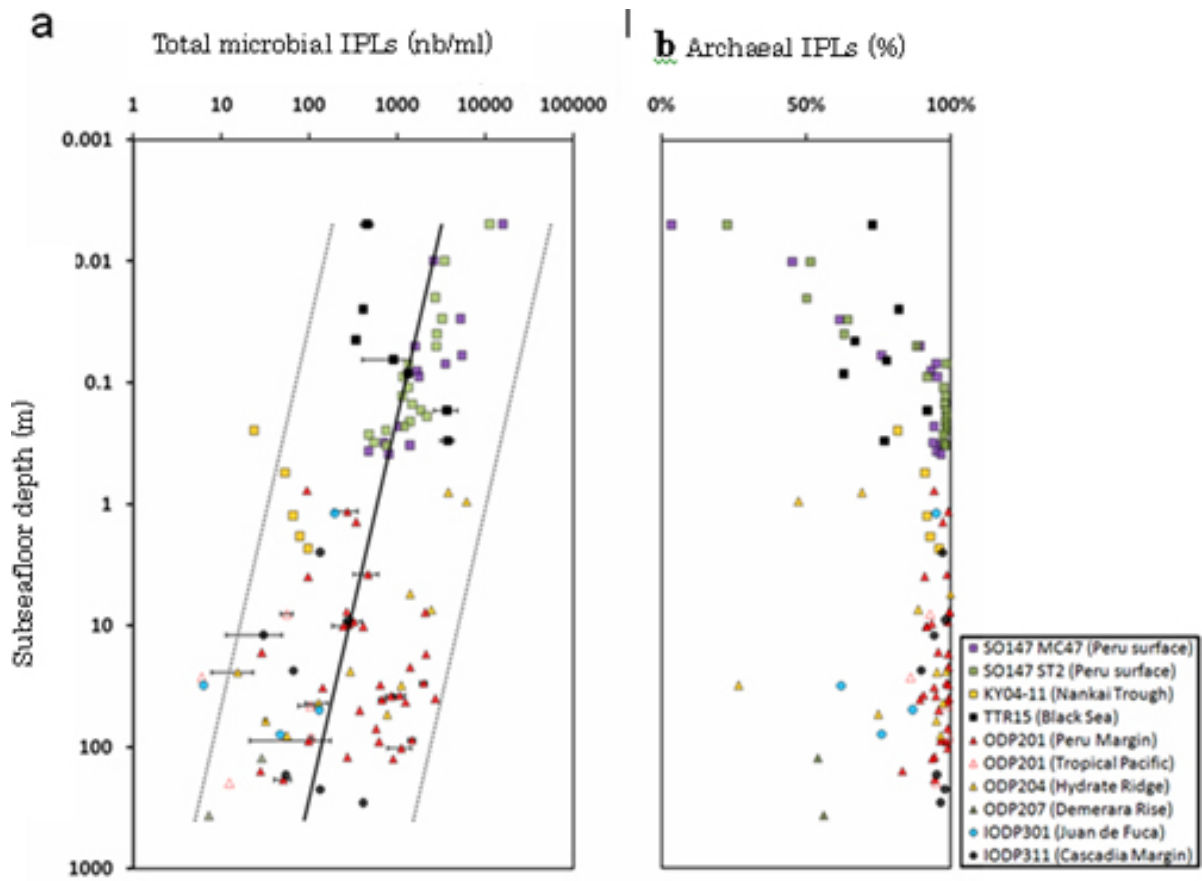 a
Total microbial IPLs (nb/ml)
1 10 100 1000 10000 100000
0.001
0.01
0.1
1
10
100
1000
Subseafloor depth (m)
b Archaeal IPLs (%)
0% 50% 100%
SO147 MC47 (Peru surface)
SO147 ST2 (Peru surface)
KY04-11 (Nankai Trough)
TTR15 (Black Sea)
ODP201 (Peru Margin)
ODP201 (Tropical Pacific)
ODP204 (Hydrate Ridge)
ODP207 (Demerara Rise)
IODP301 (Juan de Fuca)
IODP311 (Cascadia Margin)